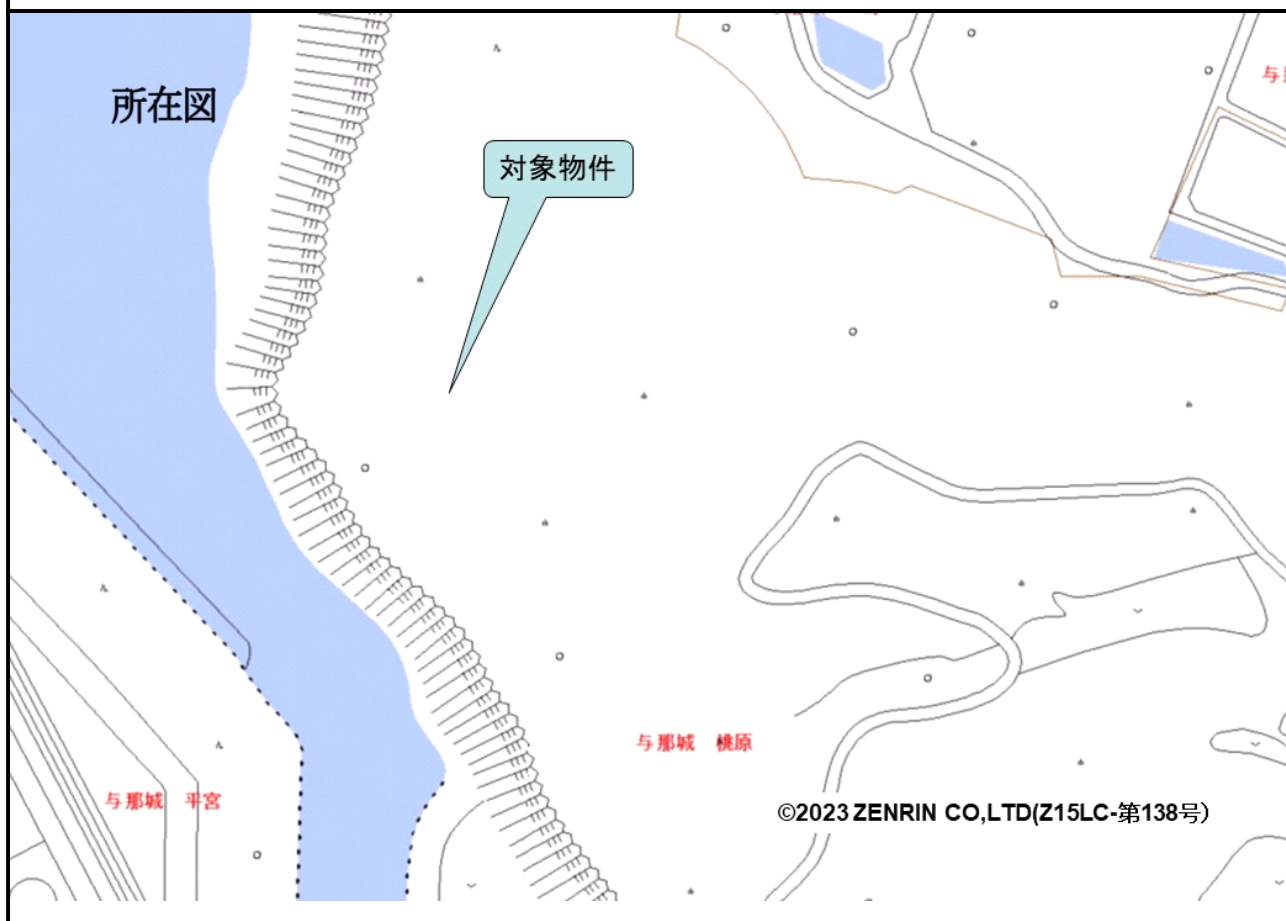 所在図
与
対象物件
与那城 桃原
与那城 平宮
©2023 ZENRIN CO,LTD(Z15LC-第138号)